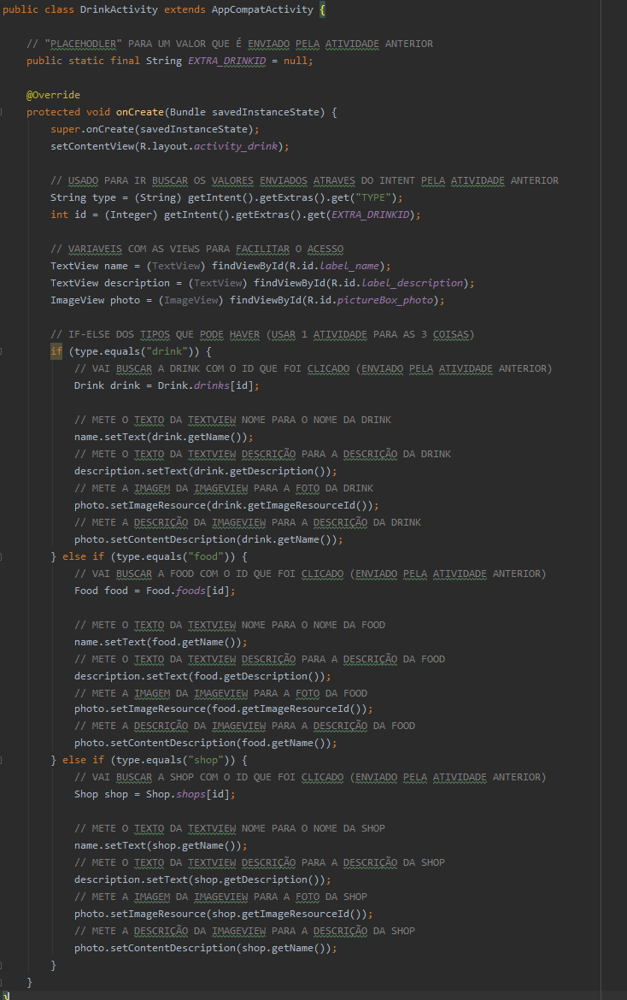 public class DrinkActivity extends AppCompatActivity {
// "PLACEHODLER" PARA UM VALOR QUE É ENVIADO PELA ATIVIDADE ANTERIOR
public static final String EXTRA_DRINKID = null;
@Override
protected void onCreate(Bundle savedInstanceState) {
super.onCreate(savedInstanceState);
setContentView(R.layout.activity_drink);
// USADO PARA IR BUSCAR OS VALORES ENVIADOS ATRAVES DO INTENT PELA ATIVIDADE ANTERIOR
String type = (String) getIntent().getExtras().get("TYPE");
int id = (Integer) getIntent().getExtras().get(EXTRA_DRINKID);
// VARIAVEIS COM AS VIEWS PARA FACILITAR O ACESSO
TextView name = (TextView) findViewById(R.id.label_name);
TextView description = (TextView) findViewById(R.id.label_description);
ImageView photo = (ImageView) findViewById(R.id.pictureBox_photo);
// IF-ELSE DOS TIPOS QUE PODE HAVER (USAR 1 ATIVIDADE PARA AS 3 COISAS)
if (type.equals("drink")) {
// VAI BUSCAR A DRINK COM O ID QUE FOI CLICADO (ENVIADO PELA ATIVIDADE ANTERIOR)
Drink drink = Drink.drinks[id];
// METE O TEXTO DA TEXTVIEW NOME PARA O NOME DA DRINK
name.setText(drink.getName());
// METE O TEXTO DA TEXTVIEW DESCRIÇÃO PARA A DESCRIÇÃO DA DRINK
description.setText(drink.getDescription());
// METE A IMAGEM DA IMAGEVIEW PARA A FOTO DA DRINK
photo.setImageResource(drink.getImageResourceId());
// METE A DESCRIÇÃO DA IMAGEVIEW PARA A DESCRIÇÃO DA DRINK
photo.setContentDescription(drink.getName());
} else if (type.equals("food")) {
// VAI BUSCAR A FOOD COM O ID QUE FOI CLICADO (ENVIADO PELA ATIVIDADE ANTERIOR)
Food food = Food.foods[id];
// METE O TEXTO DA TEXTVIEW NOME PARA O NOME DA FOOD
name.setText(food.getName());
// METE O TEXTO DA TEXTVIEW DESCRIÇÃO PARA A DESCRIÇÃO DA FOOD
description.setText(food.getDescription());
// METE A IMAGEM DA IMAGEVIEW PARA A FOTO DA FOOD
photo.setImageResource(food.getImageResourceId());
// METE A DESCRIÇÃO DA IMAGEVIEW PARA A DESCRIÇÃO DA FOOD
photo.setContentDescription(food.getName());
} else if (type.equals("shop")) {
// VAI BUSCAR A SHOP COM O ID QUE FOI CLICADO (ENVIADO PELA ATIVIDADE ANTERIOR)
Shop shop = Shop.shops[id];
// METE O TEXTO DA TEXTVIEW NOME PARA O NOME DA SHOP
name.setText(shop.getName());
// METE O TEXTO DA TEXTVIEW DESCRIÇÃO PARA A DESCRIÇÃO DA SHOP
description.setText(shop.getDescription());
// METE A IMAGEM DA IMAGEVIEW PARA A FOTO DA SHOP
photo.setImageResource(shop.getImageResourceId());
// METE A DESCRIÇÃO DA IMAGEVIEW PARA A DESCRIÇÃO DA SHOP
photo.setContentDescription(shop.getName());
}
}
}